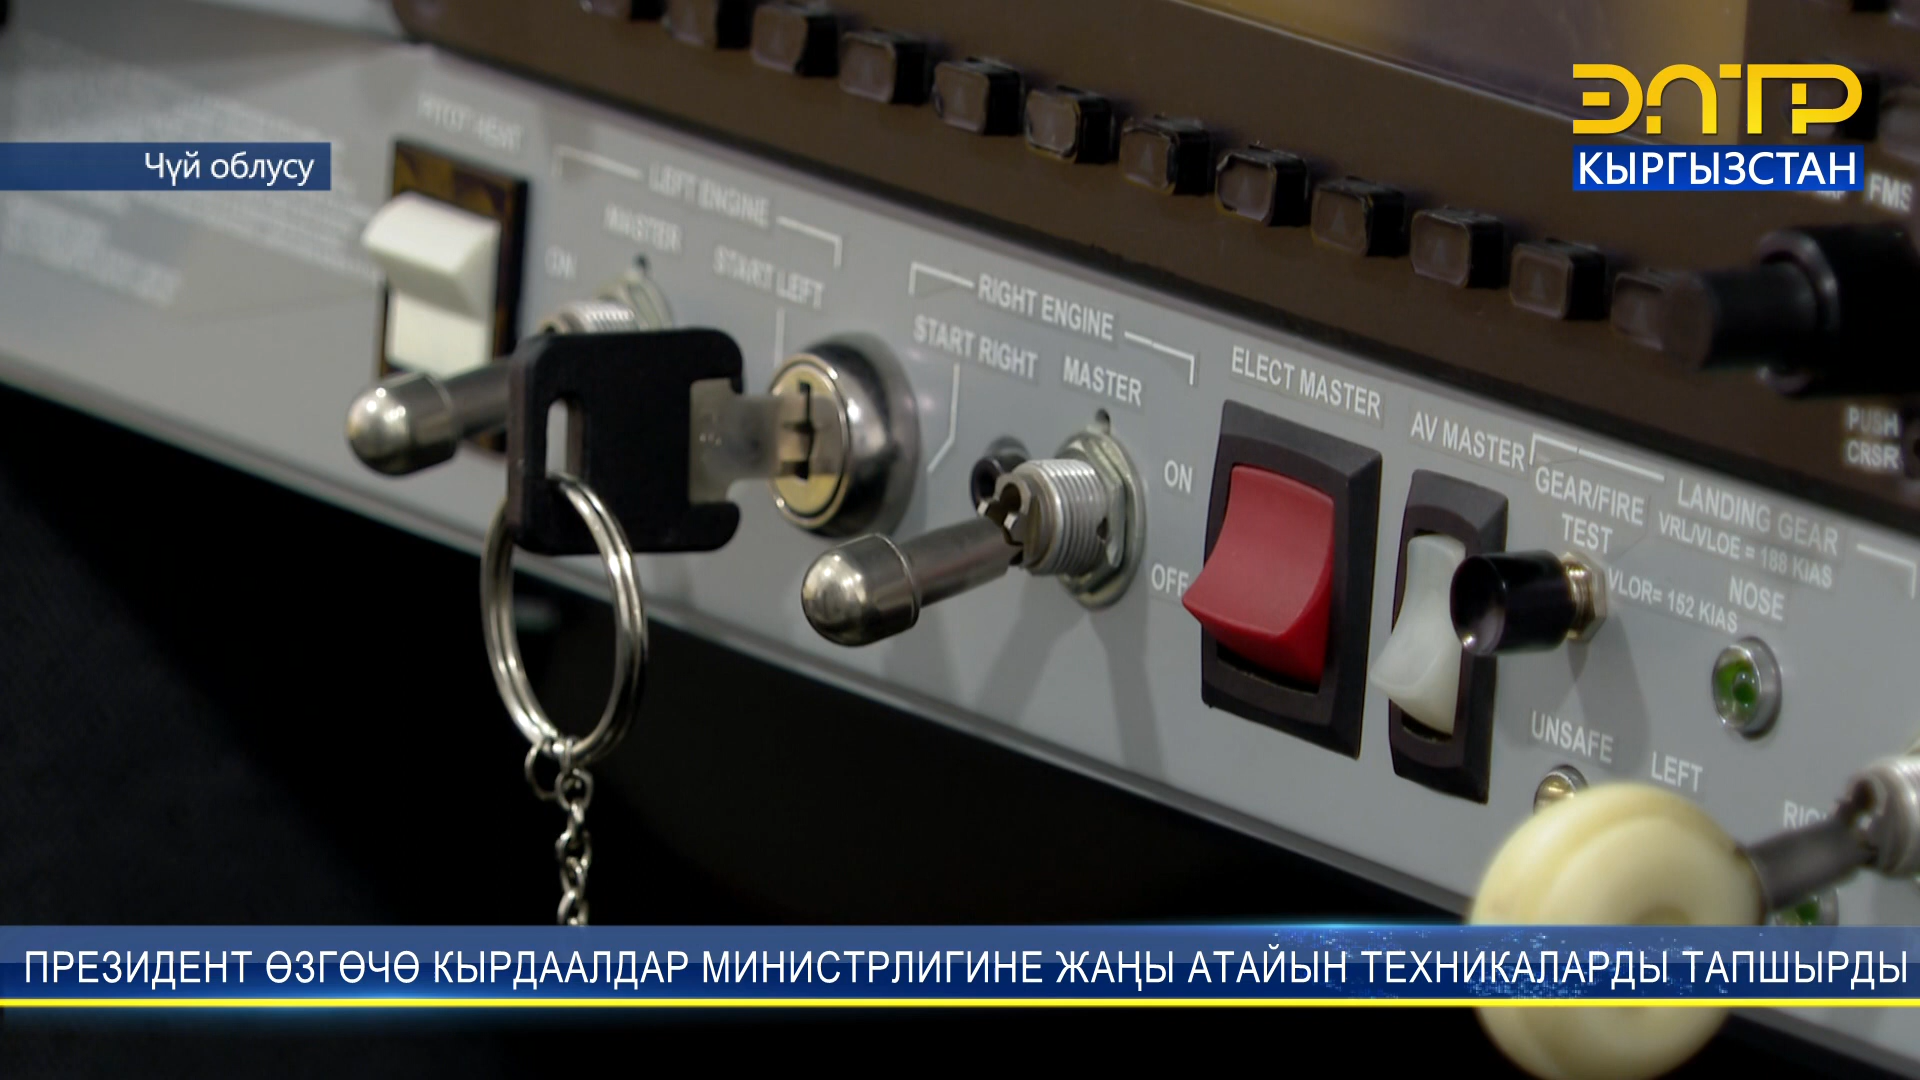 ЭЛТР
КЫРГЫЗСТАН
Чүй облусу
FMS
PITOT HEAT
LEFT ENGINE
MASTER
ON
START LEFT
RIGHT ENGINE
START RIGHT
MASTER
ON
OFF
ELECT MASTER
AV MASTER
GEAR/FIRE
TEST
LANDING GEAR
VRL/VLOE = 188 KIAS
VLOR= 152 KIAS
NOSE
UNSAFE
LEFT
PUSH
CRSR
ПРЕЗИДЕНТ ӨЗГӨЧӨ КЫРДААЛДАР МИНИСТРЛИГИНЕ ЖАҢЫ АТАЙЫН ТЕХНИКАЛАРДЫ ТАПШЫРДЫ